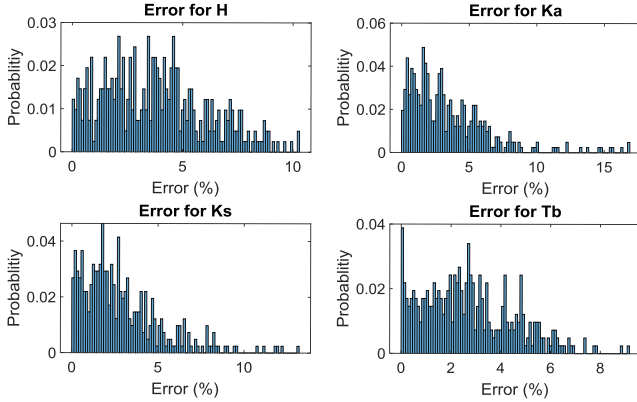 Error for H
0.03
0.02
0.01
0
Probablitiy
0 5 10
Error (%)
Error for Ka
0.06
0.04
0.02
0
Probablitiy
0 5 10 15
Error (%)
Error for Ks
0.04
0.02
0
Probablitiy
0 5 10
Error (%)
Error for Tb
0.04
0.02
0
Probablitiy
0 2 4 6 8
Error (%)